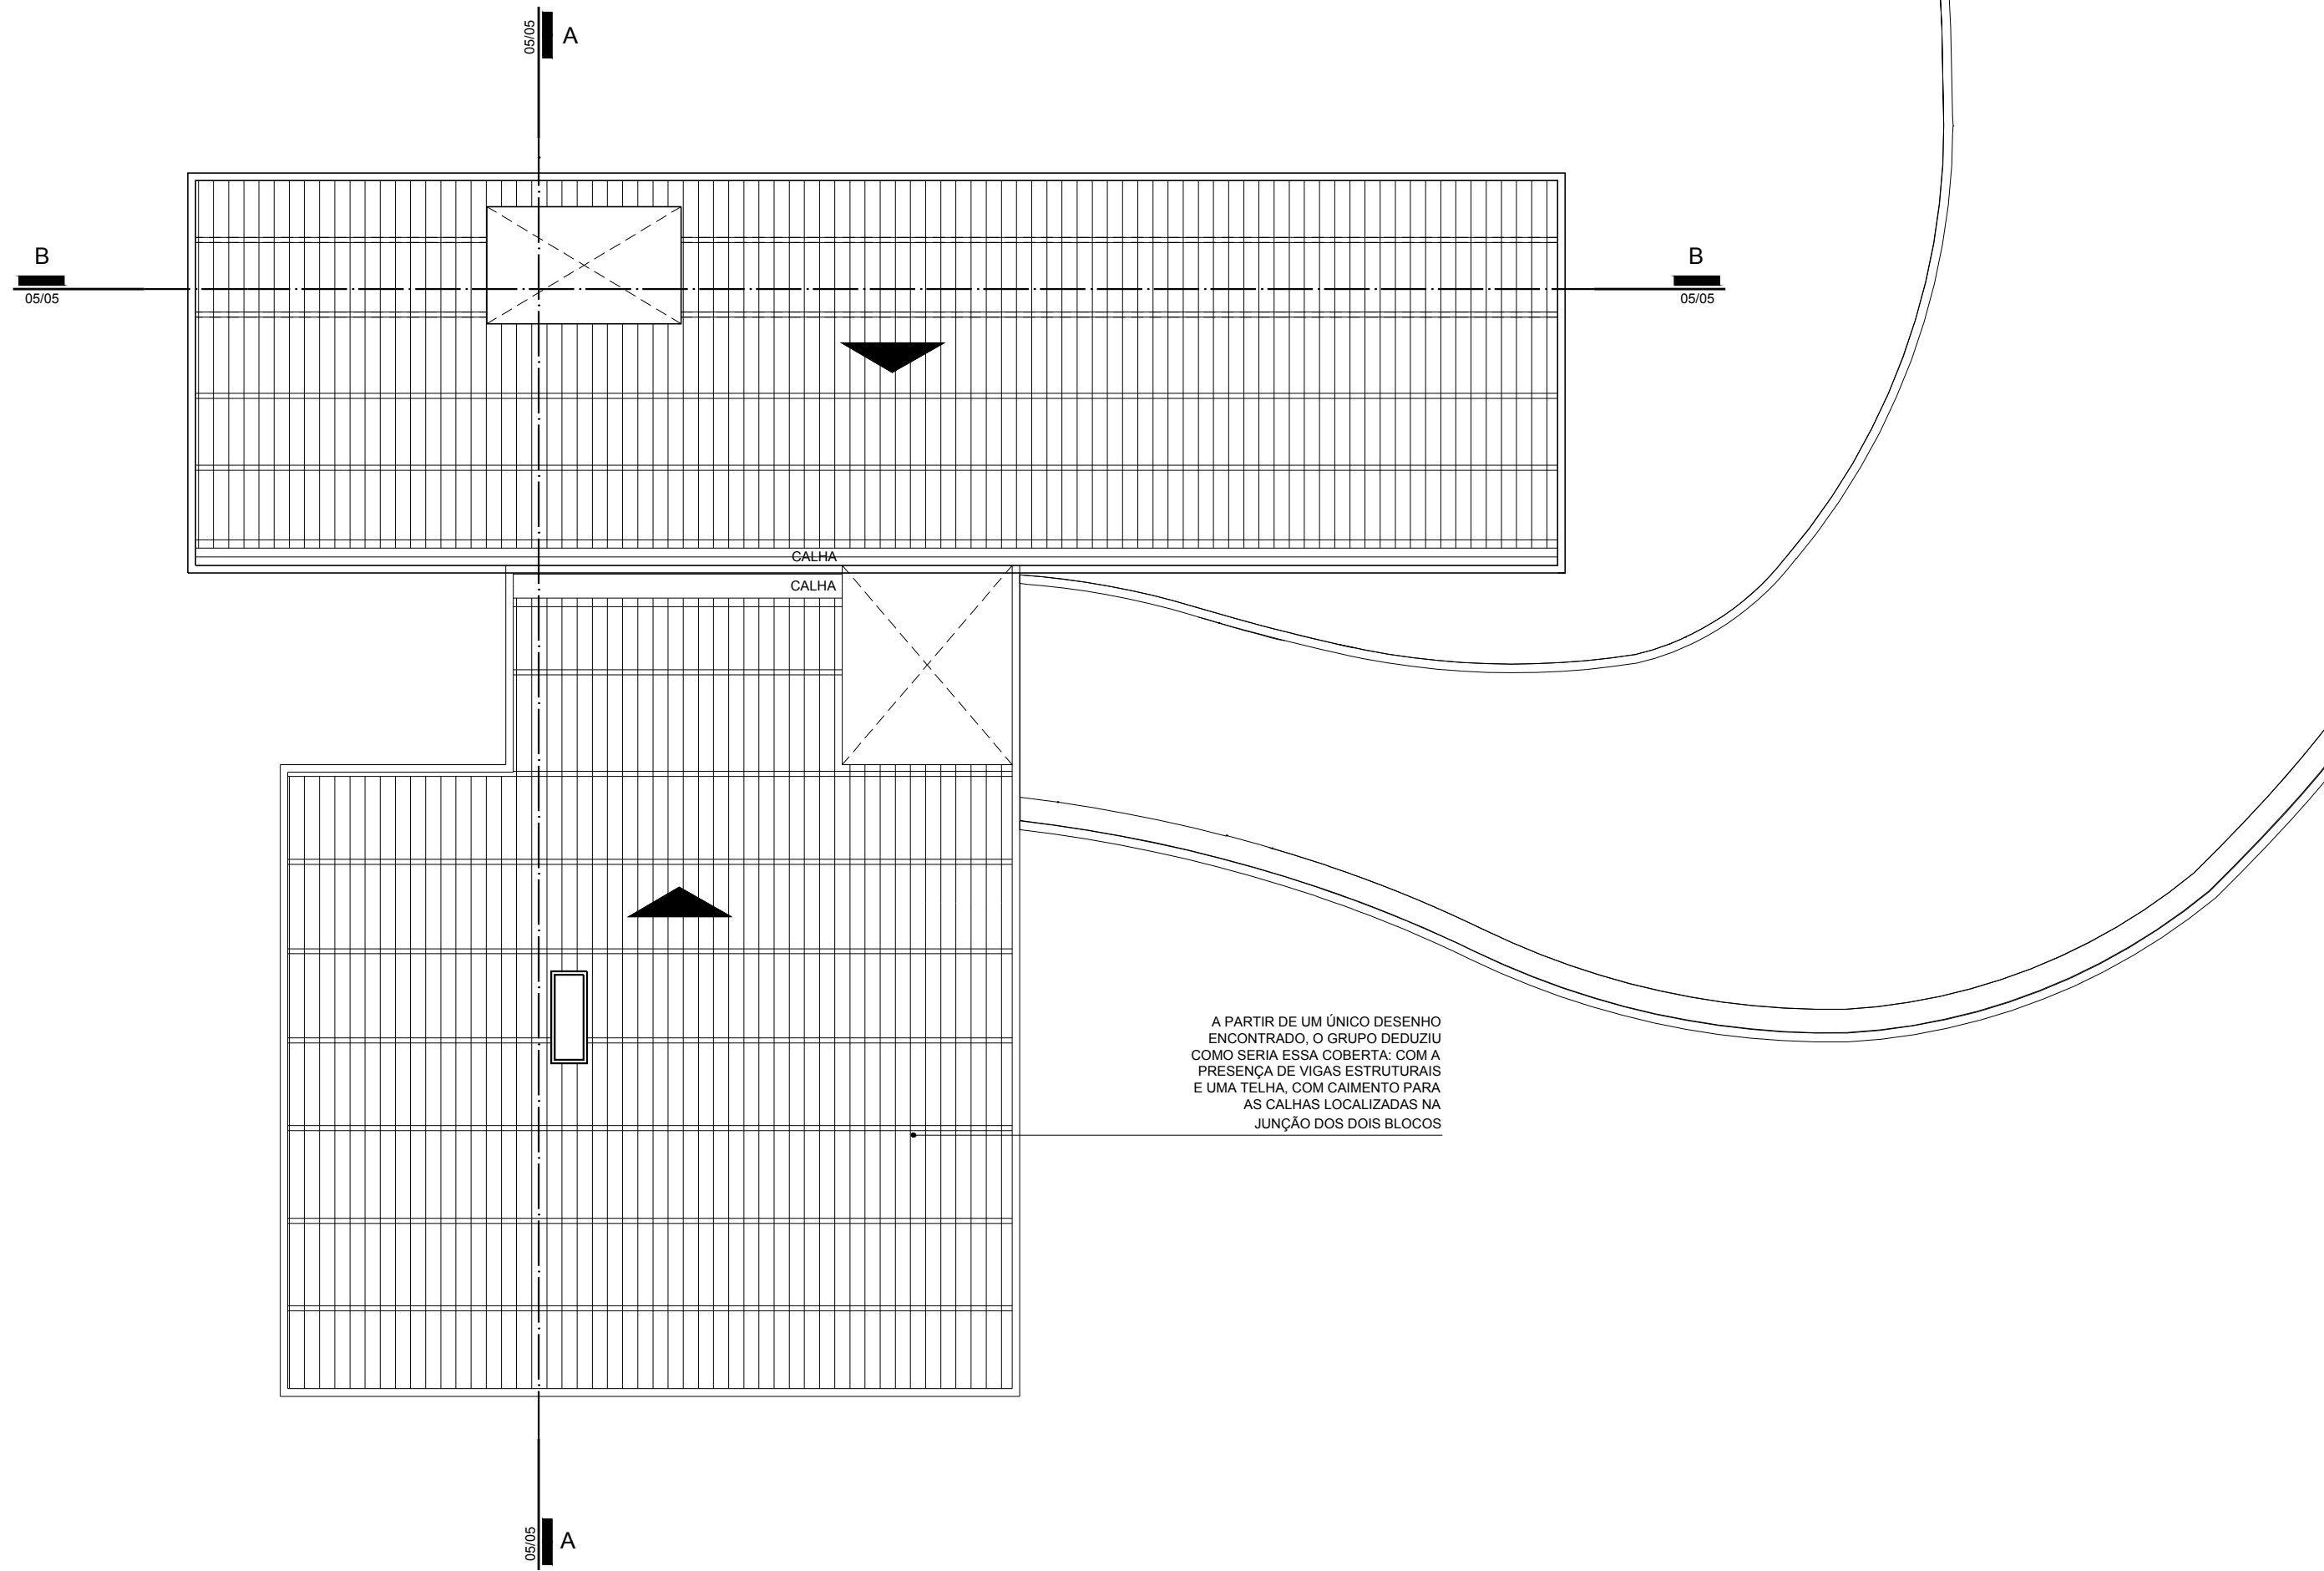 05/05
A
B
05/05
B
05/05
CALHA
CALHA
A PARTIR DE UM ÚNICO DESENHO
ENCONTRADO, O GRUPO DEDUZIU
COMO SERIA ESSA COBERTA: COM A
PRESENÇA DE VIGAS ESTRUTURAIS
E UMA TELHA, COM CAIMENTO PARA
AS CALHAS LOCALIZADAS NA
JUNÇÃO DOS DOIS BLOCOS
05/05
A